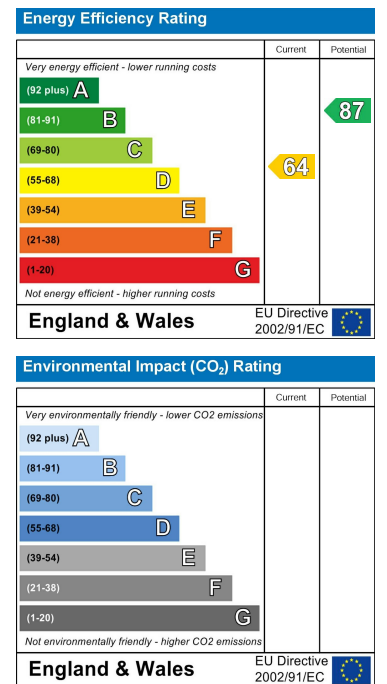 Energy Efficiency Rating
Current Potential
Very energy efficient - lower running costs
(92 plus) A
(81-91) B
87
(69-80) C
64
(55-68) D
(39-54) E
(21-38) F
(1-20) G
Not energy efficient - higher running costs
England & Wales
EU Directive
2002/91/EC
Environmental Impact (CO₂) Rating
Current Potential
Very environmentally friendly - lower CO2 emissions
(92 plus) A
(81-91) B
(69-80) C
(55-68) D
(39-54) E
(21-38) F
(1-20) G
Not environmentally friendly - higher CO2 emissions
England & Wales
EU Directive
2002/91/EC